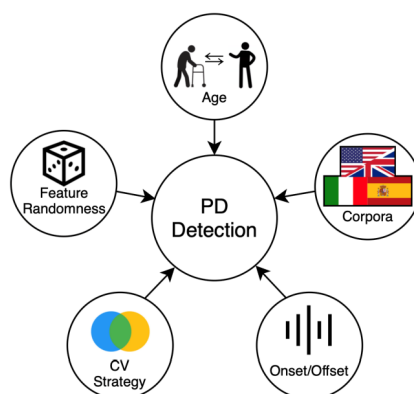 Age
Feature
Randomness
PD
Detection
Corpora
CV
Strategy
Onset/Offset